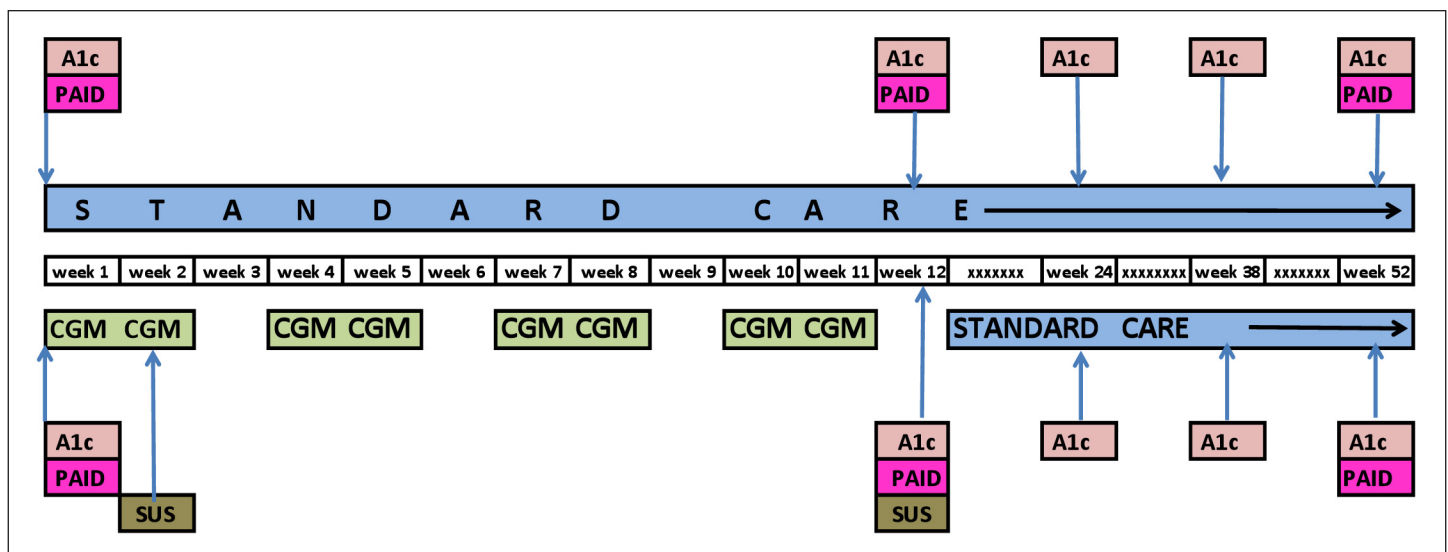 A1c A1c A1c A1c A1c
PAID PAID PAID
S T A N D A R D C A R E
week 1 week 2 week 3 week 4 week 5 week 6 week 7 week 8 week 9 week 10 week 11 week 12 xxxxxxx week 24 xxxxxxxx week 38 xxxxxxx week 52
CGM CGM CGM CGM CGM CGM CGM CGM STANDARD CARE
A1c A1c A1c A1c A1c
PAID PAID PAID
SUS SUS